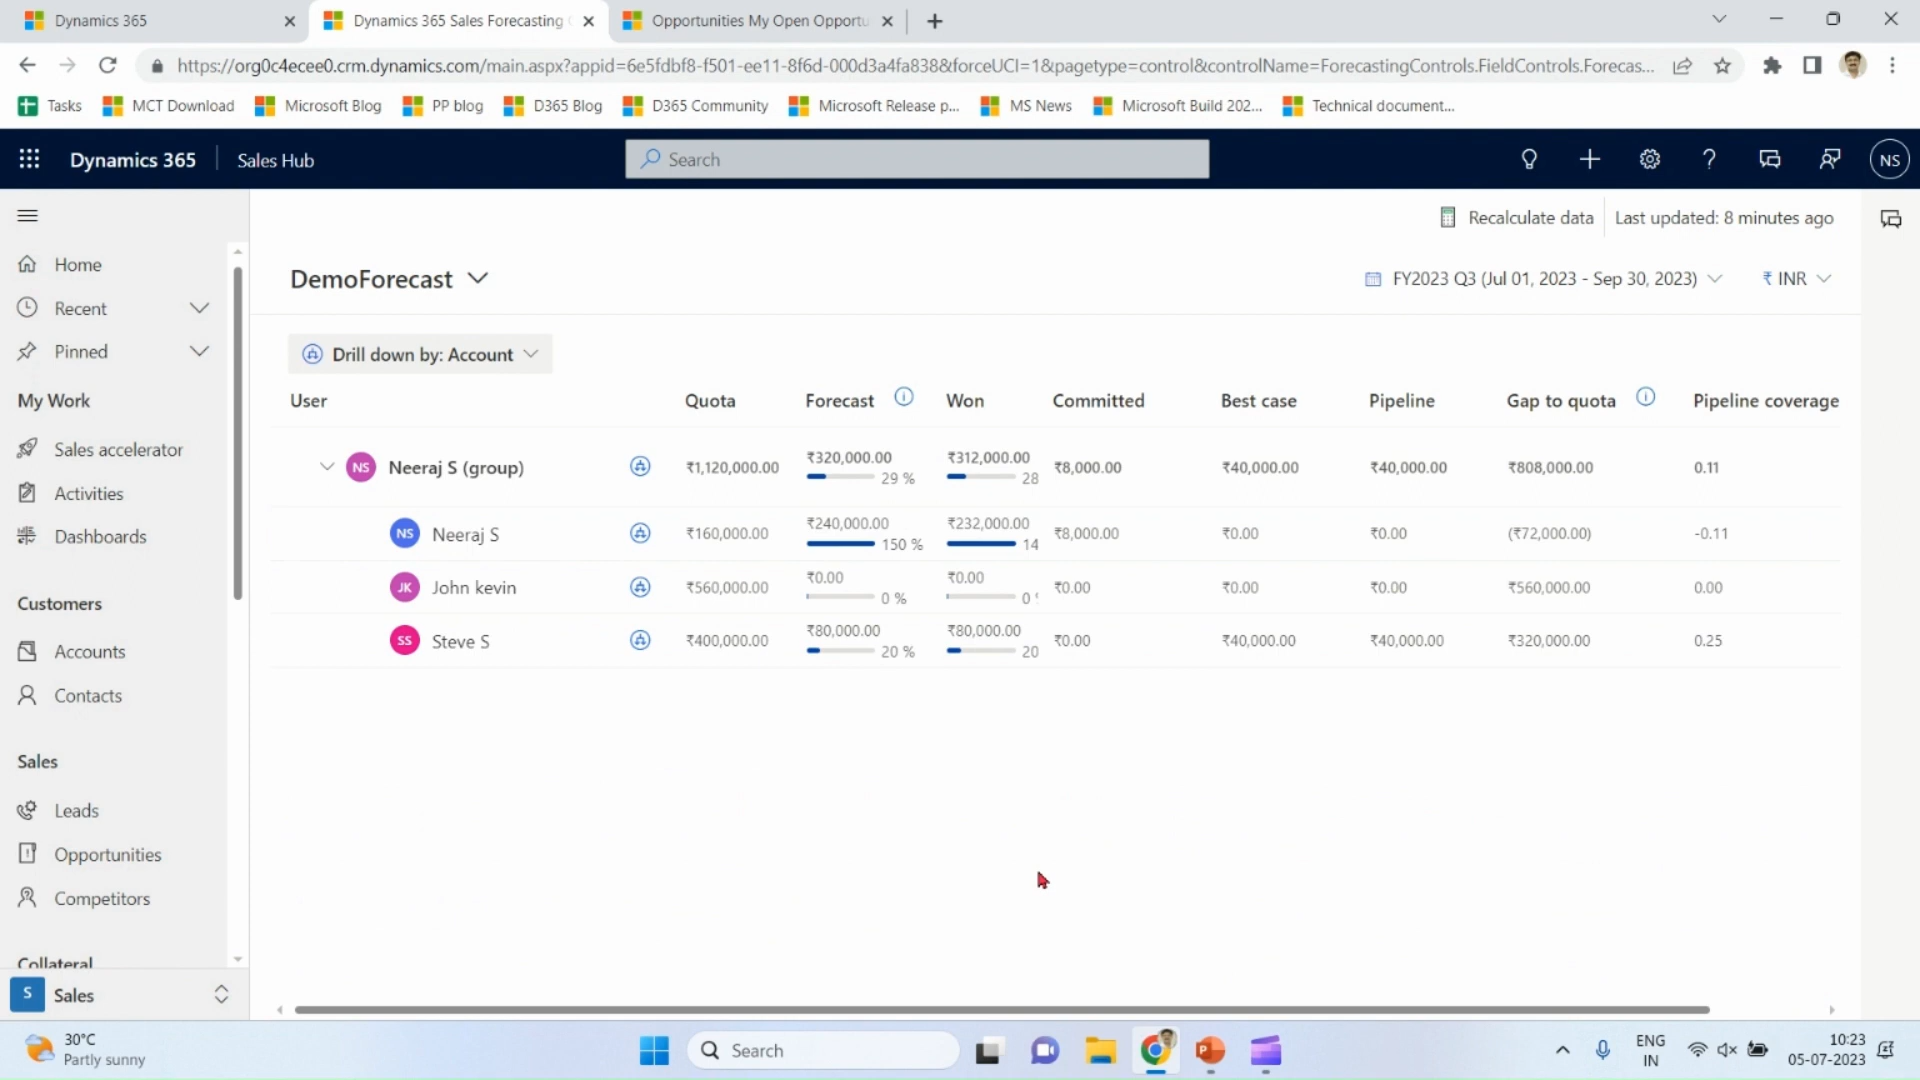 Dynamics 365
Dynamics 365 Sales Forecasting
Opportunities My Open Opportu
https://org0c4ecee0.crm.dynamics.com/main.aspx?appid=6e5fdbf8-f501-ee11-8f6d-000d3a4fa838&forceUCI=1&pagetype=control&controlName=ForecastingControls.FieldControls.Forecas...
Tasks MCT Download Microsoft Blog PP blog D365 Blog D365 Community Microsoft Release p... MS News Microsoft Build 202... Technical document...
Dynamics 365 Sales Hub Search NS
Recalculate data Last updated: 8 minutes ago
Home
Recent
Pinned
My Work
Sales accelerator
Activities
Dashboards
Customers
Accounts
Contacts
Sales
Leads
Opportunities
Competitors
Collateral
S Sales
DemoForecast FY2023 Q3 (Jul 01, 2023 - Sep 30, 2023) ₹ INR
Drill down by: Account
User Quota Forecast Won Committed Best case Pipeline Gap to quota Pipeline coverage
NS Neeraj S (group) ₹1,120,000.00 ₹320,000.00 29 % ₹312,000.00 28 ₹8,000.00 ₹40,000.00 ₹40,000.00 ₹808,000.00 0.11
NS Neeraj S ₹160,000.00 ₹240,000.00 150 % ₹232,000.00 14 ₹8,000.00 ₹0.00 ₹0.00 (₹72,000.00) -0.11
JK John kevin ₹560,000.00 ₹0.00 0 % ₹0.00 0 ₹0.00 ₹0.00 ₹0.00 ₹560,000.00 0.00
SS Steve S ₹400,000.00 ₹80,000.00 20 % ₹80,000.00 20 ₹0.00 ₹40,000.00 ₹40,000.00 ₹320,000.00 0.25
30°C
Partly sunny
Search
ENG
IN
10:23
05-07-2023